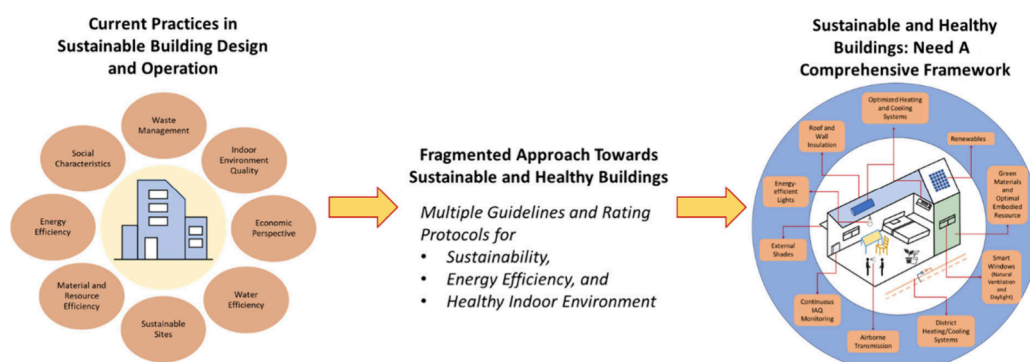 Current Practices in
Sustainable Building Design
and Operation
Waste
Management
Social
Characteristics
Indoor
Environment
Quality
Energy
Efficiency
Economic
Perspective
Material and
Resource
Efficiency
Water
Efficiency
Sustainable
Sites
Fragmented Approach Towards
Sustainable and Healthy Buildings
Multiple Guidelines and Rating
Protocols for
• Sustainability,
• Energy Efficiency, and
• Healthy Indoor Environment
Sustainable and Healthy
Buildings: Need A
Comprehensive Framework
Optimized Heating
and Cooling
Systems
Roof and
Wall
Insulation
Renewables
Energy-
efficient
Lights
Green
Materials and
Optimal
Embodied
Resource
External
Shades
Smart
Windows
(Natural
Ventilation
and
Daylight)
Continuous
IAQ
Monitoring
Airborne
Transmission
District
Heating/Cooling
Systems